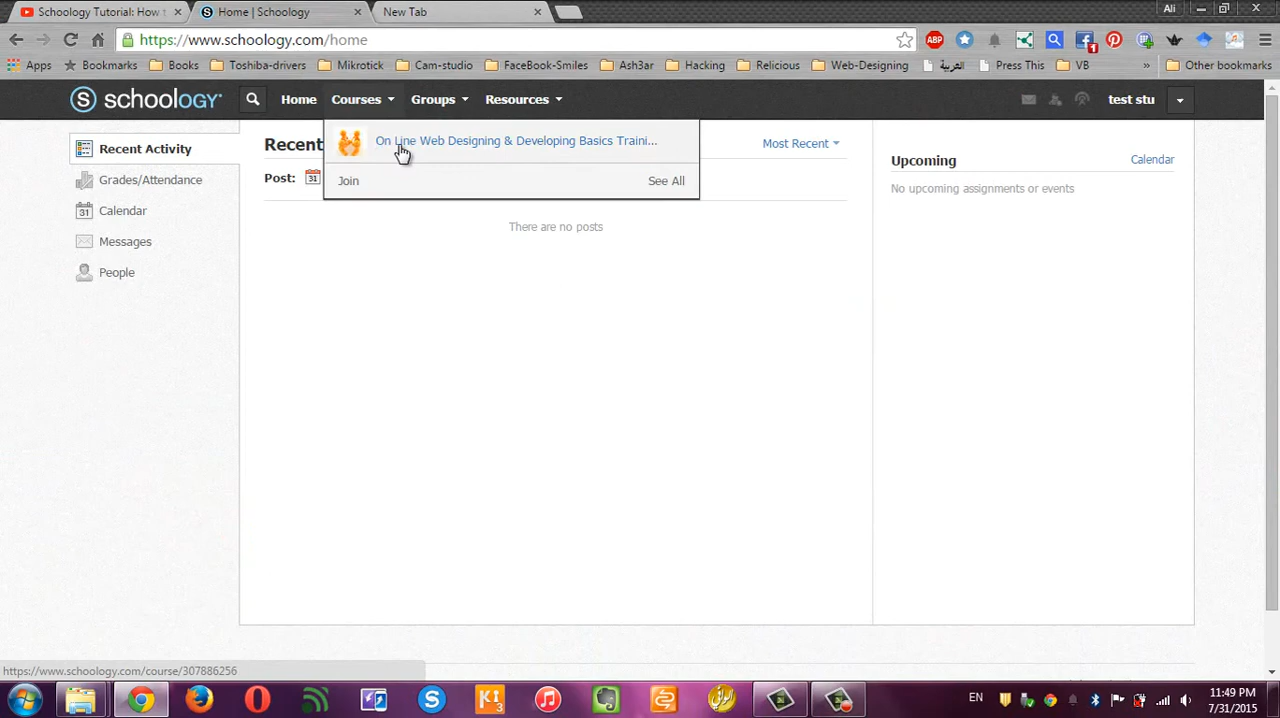 Schoology Tutorial: How t
Home | Schoology
New Tab
Ali
https://www.schoology.com/home
ABP
1
Apps
Bookmarks
Books
Toshiba-drivers
Mikrotick
Cam-studio
FaceBook-Smiles
Ash3ar
Hacking
Relicious
Web-Designing
العربية
Press This
VB
»
Other bookmarks
S schoology
Home
Courses
Groups
Resources
test stu
Recent Activity
Grades/Attendance
31 Calendar
Messages
People
Recent
On Line Web Designing & Developing Basics Traini...
Join
See All
Post:
31
Most Recent
There are no posts
Upcoming
Calendar
No upcoming assignments or events
https://www.schoology.com/course/307886256
EN
11:49 PM
7/31/2015